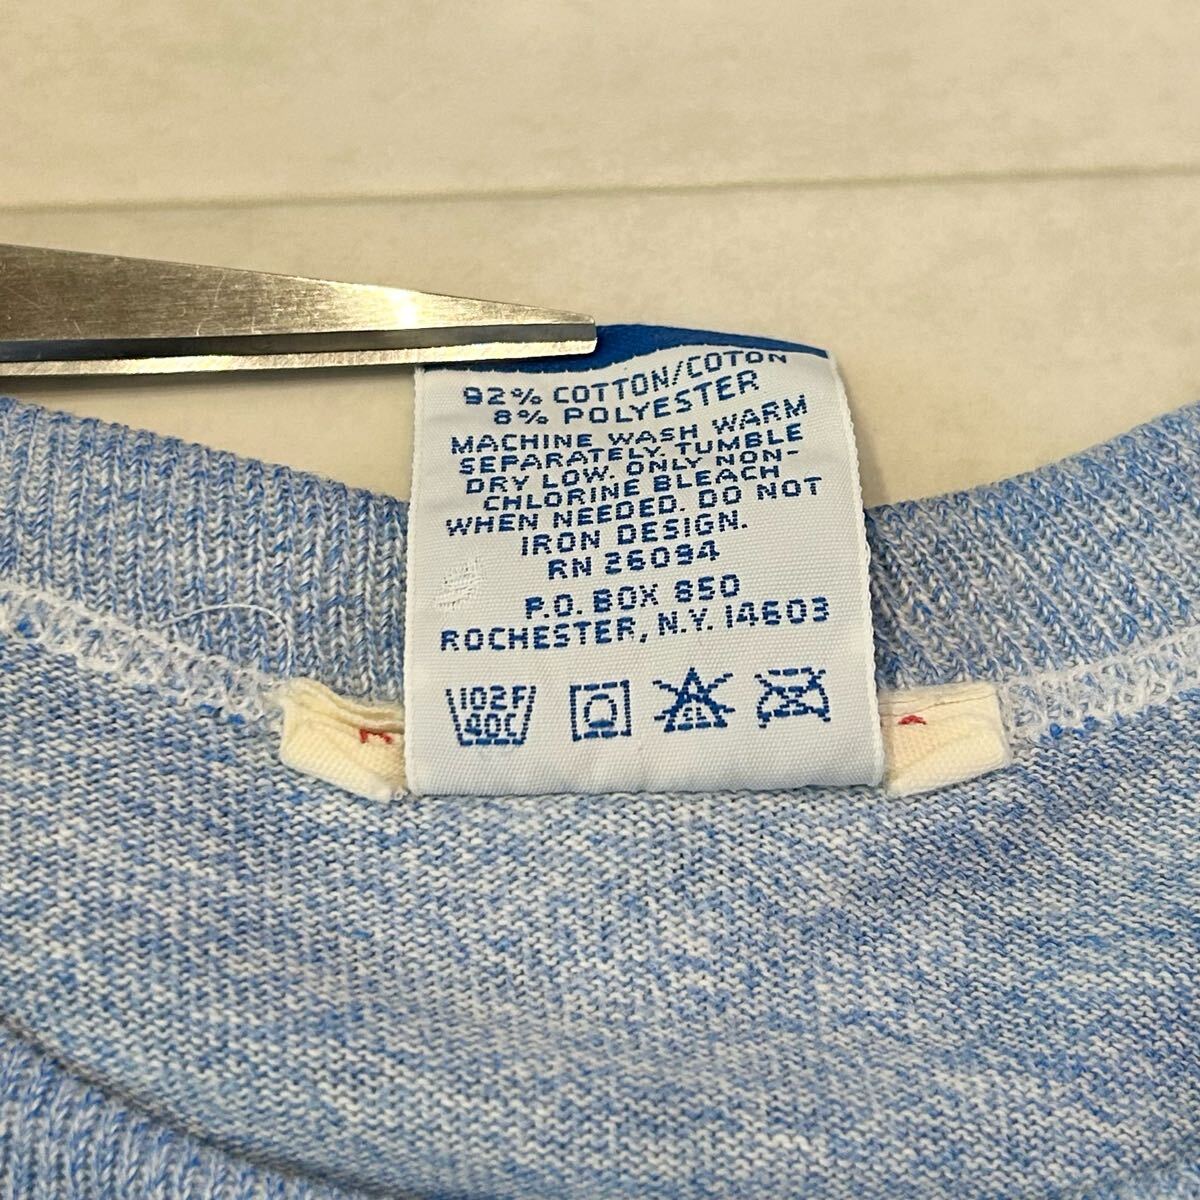 92% COTTON/COTON
8% POLYESTER
MACHINE WASH WARM
SEPARATELY. TUMBLE
DRY LOW. ONLY NON-
CHLORINE BLEACH
WHEN NEEDED. DO NOT
IRON DESIGN.
RN 26094
P.O. BOX 850
ROCHESTER, N.Y. 14603
102F
40C
CL